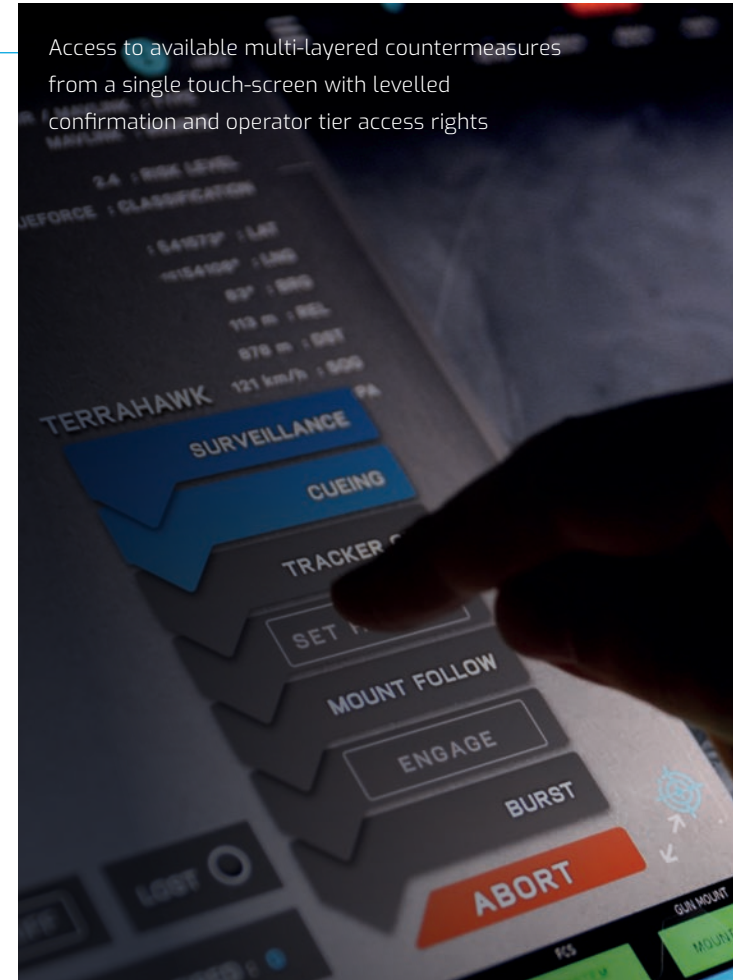 Access to available multi-layered countermeasures
from a single touch-screen with levelled
confirmation and operator tier access rights
2.4 : RISK LEVEL
: CLASSIFICATION
: LAT
: LNG
83° : BRG
113 m : REL
878 m : DST
121 km/h : SOG
TERRAHAWK
SURVEILLANCE
CUEING
TRACKER
SET
MOUNT FOLLOW
ENGAGE
BURST
ABORT
LOST
GUN MOUNT
FCS